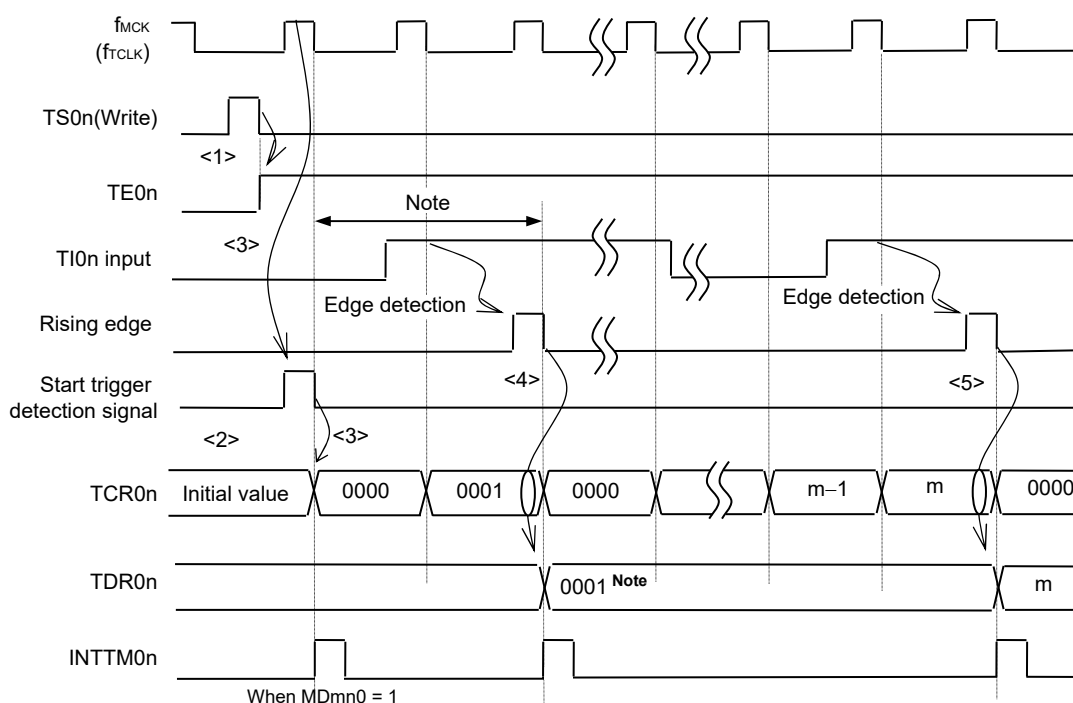 fMCK
(fTCLK)
TS0n(Write)
<1>
TE0n
Note
<3>
TI0n input
Edge detection
Edge detection
Rising edge
<4>
<5>
Start trigger
detection signal
<2>
<3>
TCR0n
Initial value
0000
0001
0000
m−1
m
0000
TDR0n
0001 Note
m
INTTM0n
When MDmn0 = 1